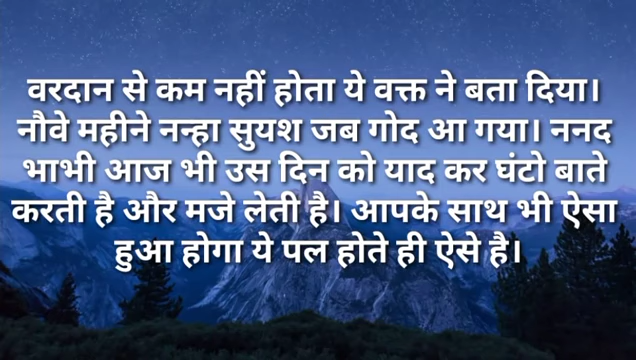 वरदान से कम नहीं होता ये वक्त ने बता दिया।
नौवे महीने नन्हा सुयश जब गोद आ गया। ननद
भाभी आज भी उस दिन को याद कर घंटो बाते
करती है और मजे लेती है। आपके साथ भी ऐसा
हुआ होगा ये पल होते ही ऐसे है।